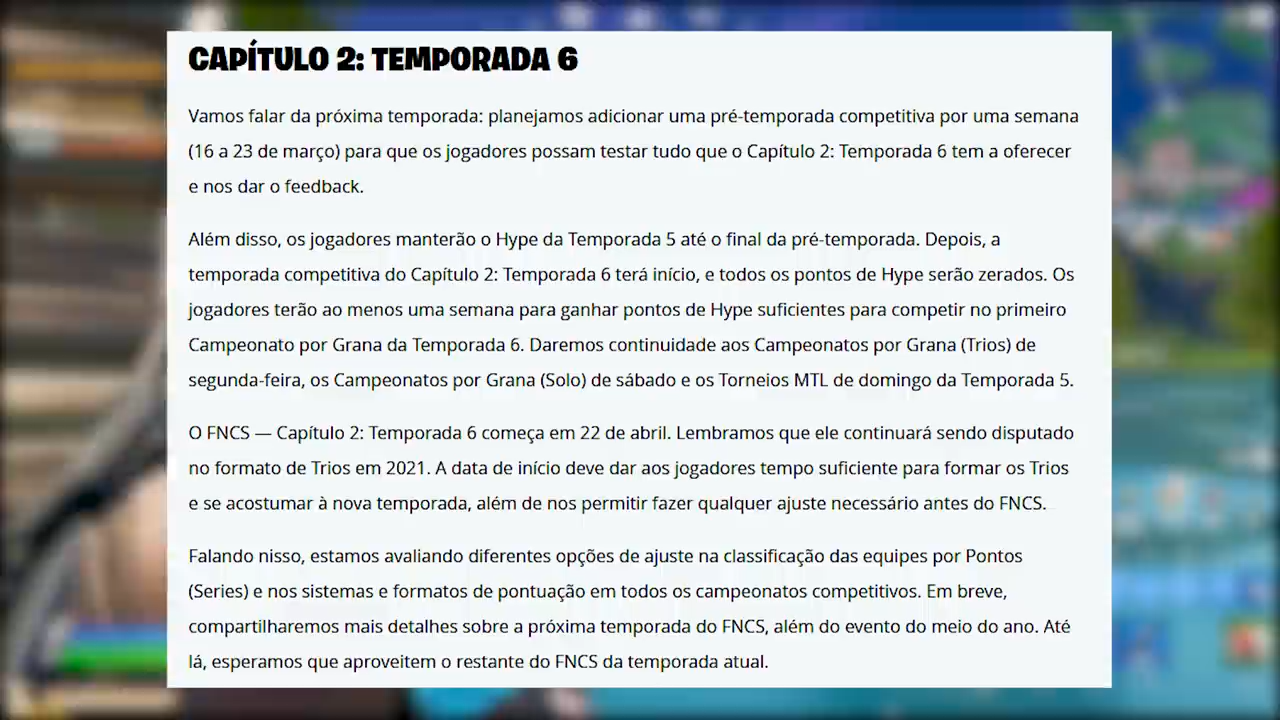 CAPÍTULO 2: TEMPORADA 6
Vamos falar da próxima temporada: planejamos adicionar uma pré-temporada competitiva por uma semana
(16 a 23 de março) para que os jogadores possam testar tudo que o Capítulo 2: Temporada 6 tem a oferecer
e nos dar o feedback.
Além disso, os jogadores manterão o Hype da Temporada 5 até o final da pré-temporada. Depois, a
temporada competitiva do Capítulo 2: Temporada 6 terá início, e todos os pontos de Hype serão zerados. Os
jogadores terão ao menos uma semana para ganhar pontos de Hype suficientes para competir no primeiro
Campeonato por Grana da Temporada 6. Daremos continuidade aos Campeonatos por Grana (Trios) de
segunda-feira, os Campeonatos por Grana (Solo) de sábado e os Torneios MTL de domingo da Temporada 5.
O FNCS — Capítulo 2: Temporada 6 começa em 22 de abril. Lembramos que ele continuará sendo disputado
no formato de Trios em 2021. A data de início deve dar aos jogadores tempo suficiente para formar os Trios
e se acostumar à nova temporada, além de nos permitir fazer qualquer ajuste necessário antes do FNCS.
Falando nisso, estamos avaliando diferentes opções de ajuste na classificação das equipes por Pontos
(Series) e nos sistemas e formatos de pontuação em todos os campeonatos competitivos. Em breve,
compartilharemos mais detalhes sobre a próxima temporada do FNCS, além do evento do meio do ano. Até
lá, esperamos que aproveitem o restante do FNCS da temporada atual.